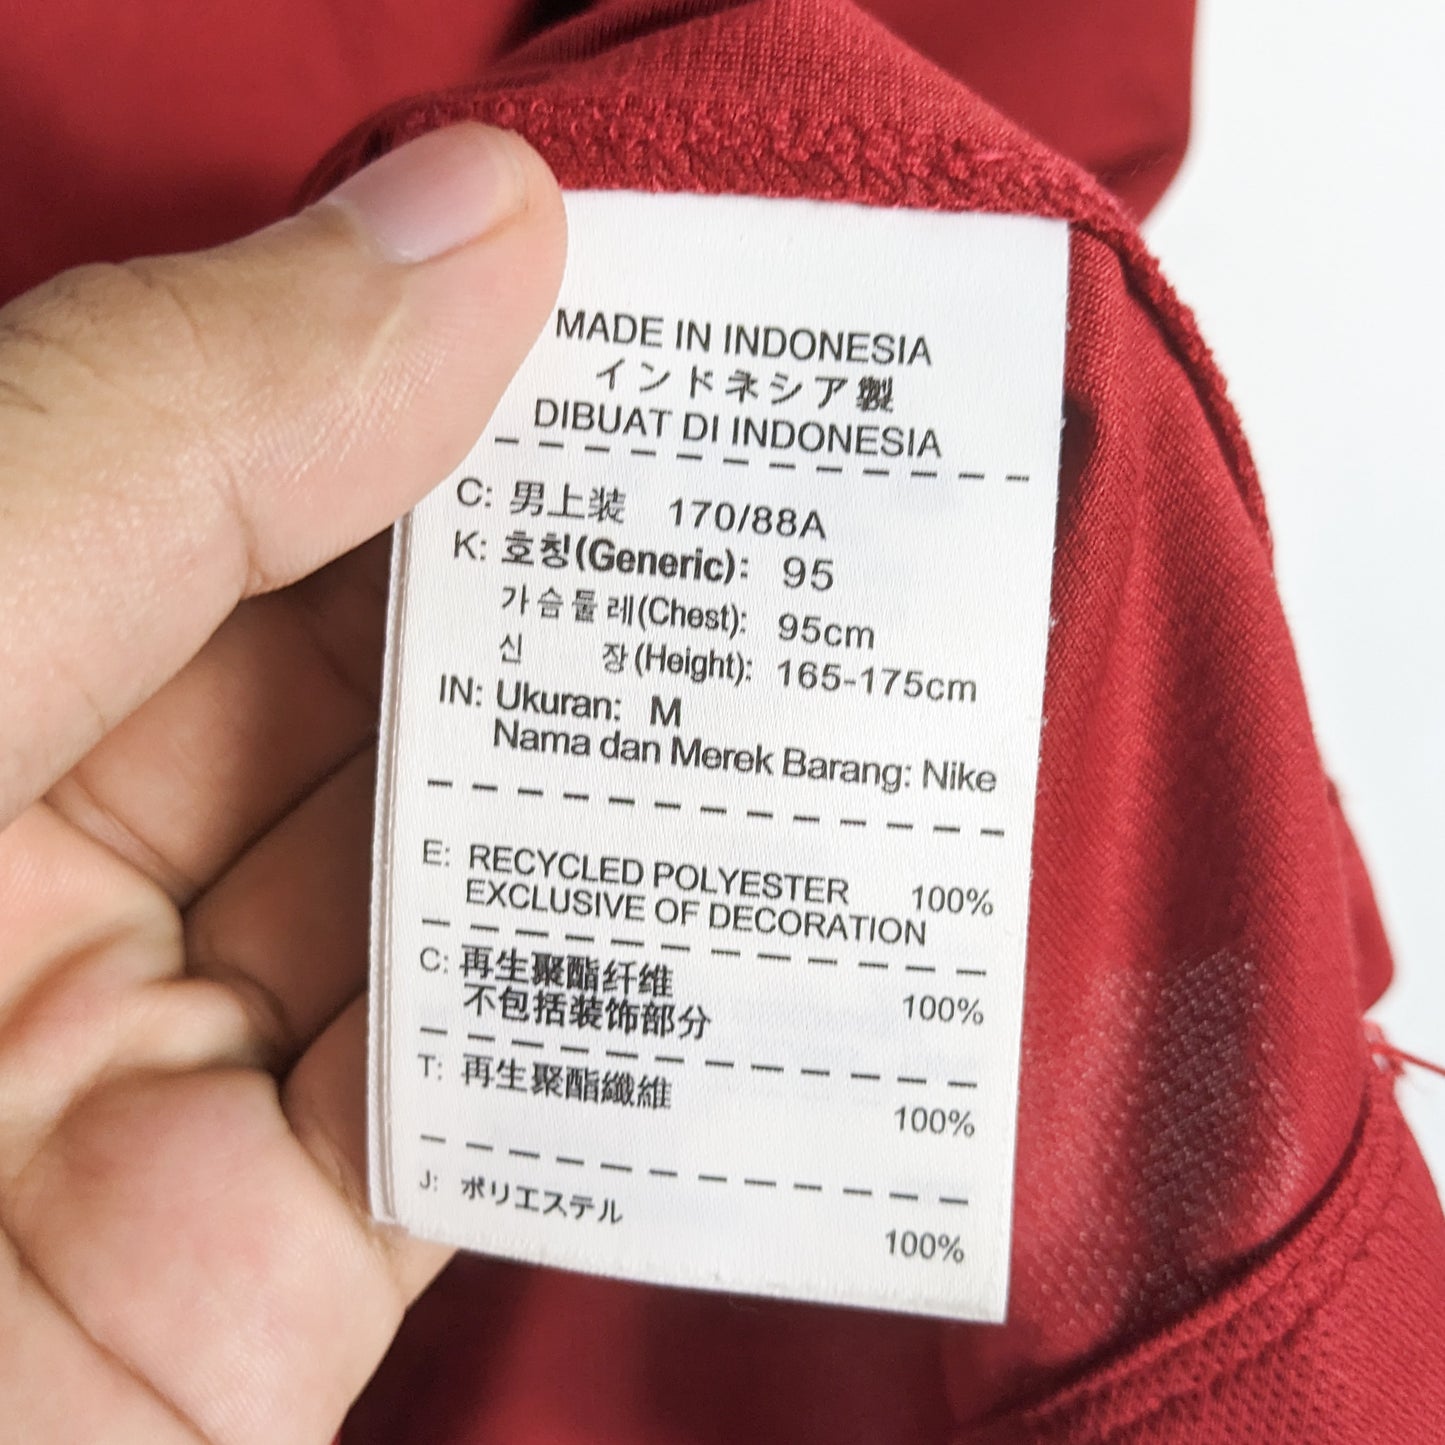 MADE IN INDONESIA
インドネシア製
DIBUAT DI INDONESIA
C: 男上装 170/88A
K: 호칭(Generic): 95
가슴둘레(Chest): 95cm
신 장(Height): 165-175cm
IN: Ukuran: M
Nama dan Merek Barang: Nike
E: RECYCLED POLYESTER 100%
EXCLUSIVE OF DECORATION
C: 再生聚酯纤维 100%
不包括装饰部分
T: 再生聚酯纖維 100%
J: ポリエステル 100%